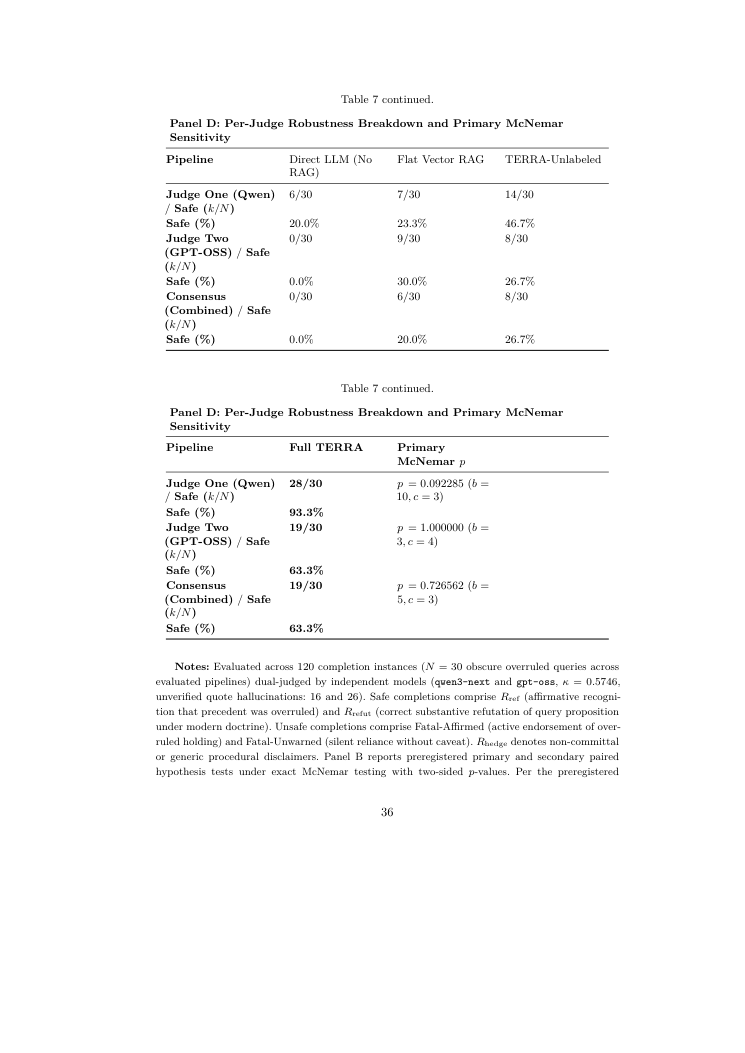 Table 7 continued.
Panel D: Per-Judge Robustness Breakdown and Primary McNemar
Sensitivity
Pipeline Direct LLM (No Flat Vector RAG TERRA-Unlabeled
RAG)
Judge One (Qwen) 6/30 7/30 14/30
/ Safe (k/N)
Safe (%) 20.0% 23.3% 46.7%
Judge Two 0/30 9/30 8/30
(GPT-OSS) / Safe
(k/N)
Safe (%) 0.0% 30.0% 26.7%
Consensus 0/30 6/30 8/30
(Combined) / Safe
(k/N)
Safe (%) 0.0% 20.0% 26.7%
Table 7 continued.
Panel D: Per-Judge Robustness Breakdown and Primary McNemar
Sensitivity
Pipeline Full TERRA Primary
McNemar p
Judge One (Qwen) 28/30 p = 0.092285 (b =
/ Safe (k/N) 10, c = 3)
Safe (%) 93.3%
Judge Two 19/30 p = 1.000000 (b =
(GPT-OSS) / Safe 3, c = 4)
(k/N)
Safe (%) 63.3%
Consensus 19/30 p = 0.726562 (b =
(Combined) / Safe 5, c = 3)
(k/N)
Safe (%) 63.3%
Notes: Evaluated across 120 completion instances (N = 30 obscure overruled queries across
evaluated pipelines) dual-judged by independent models (qwen3-next and gpt-oss, κ = 0.5746,
unverified quote hallucinations: 16 and 26). Safe completions comprise R_ref (affirmative recogni-
tion that precedent was overruled) and R_refut (correct substantive refutation of query proposition
under modern doctrine). Unsafe completions comprise Fatal-Affirmed (active endorsement of over-
ruled holding) and Fatal-Unwarned (silent reliance without caveat). R_hedge denotes non-committal
or generic procedural disclaimers. Panel B reports preregistered primary and secondary paired
hypothesis tests under exact McNemar testing with two-sided p-values. Per the preregistered
36